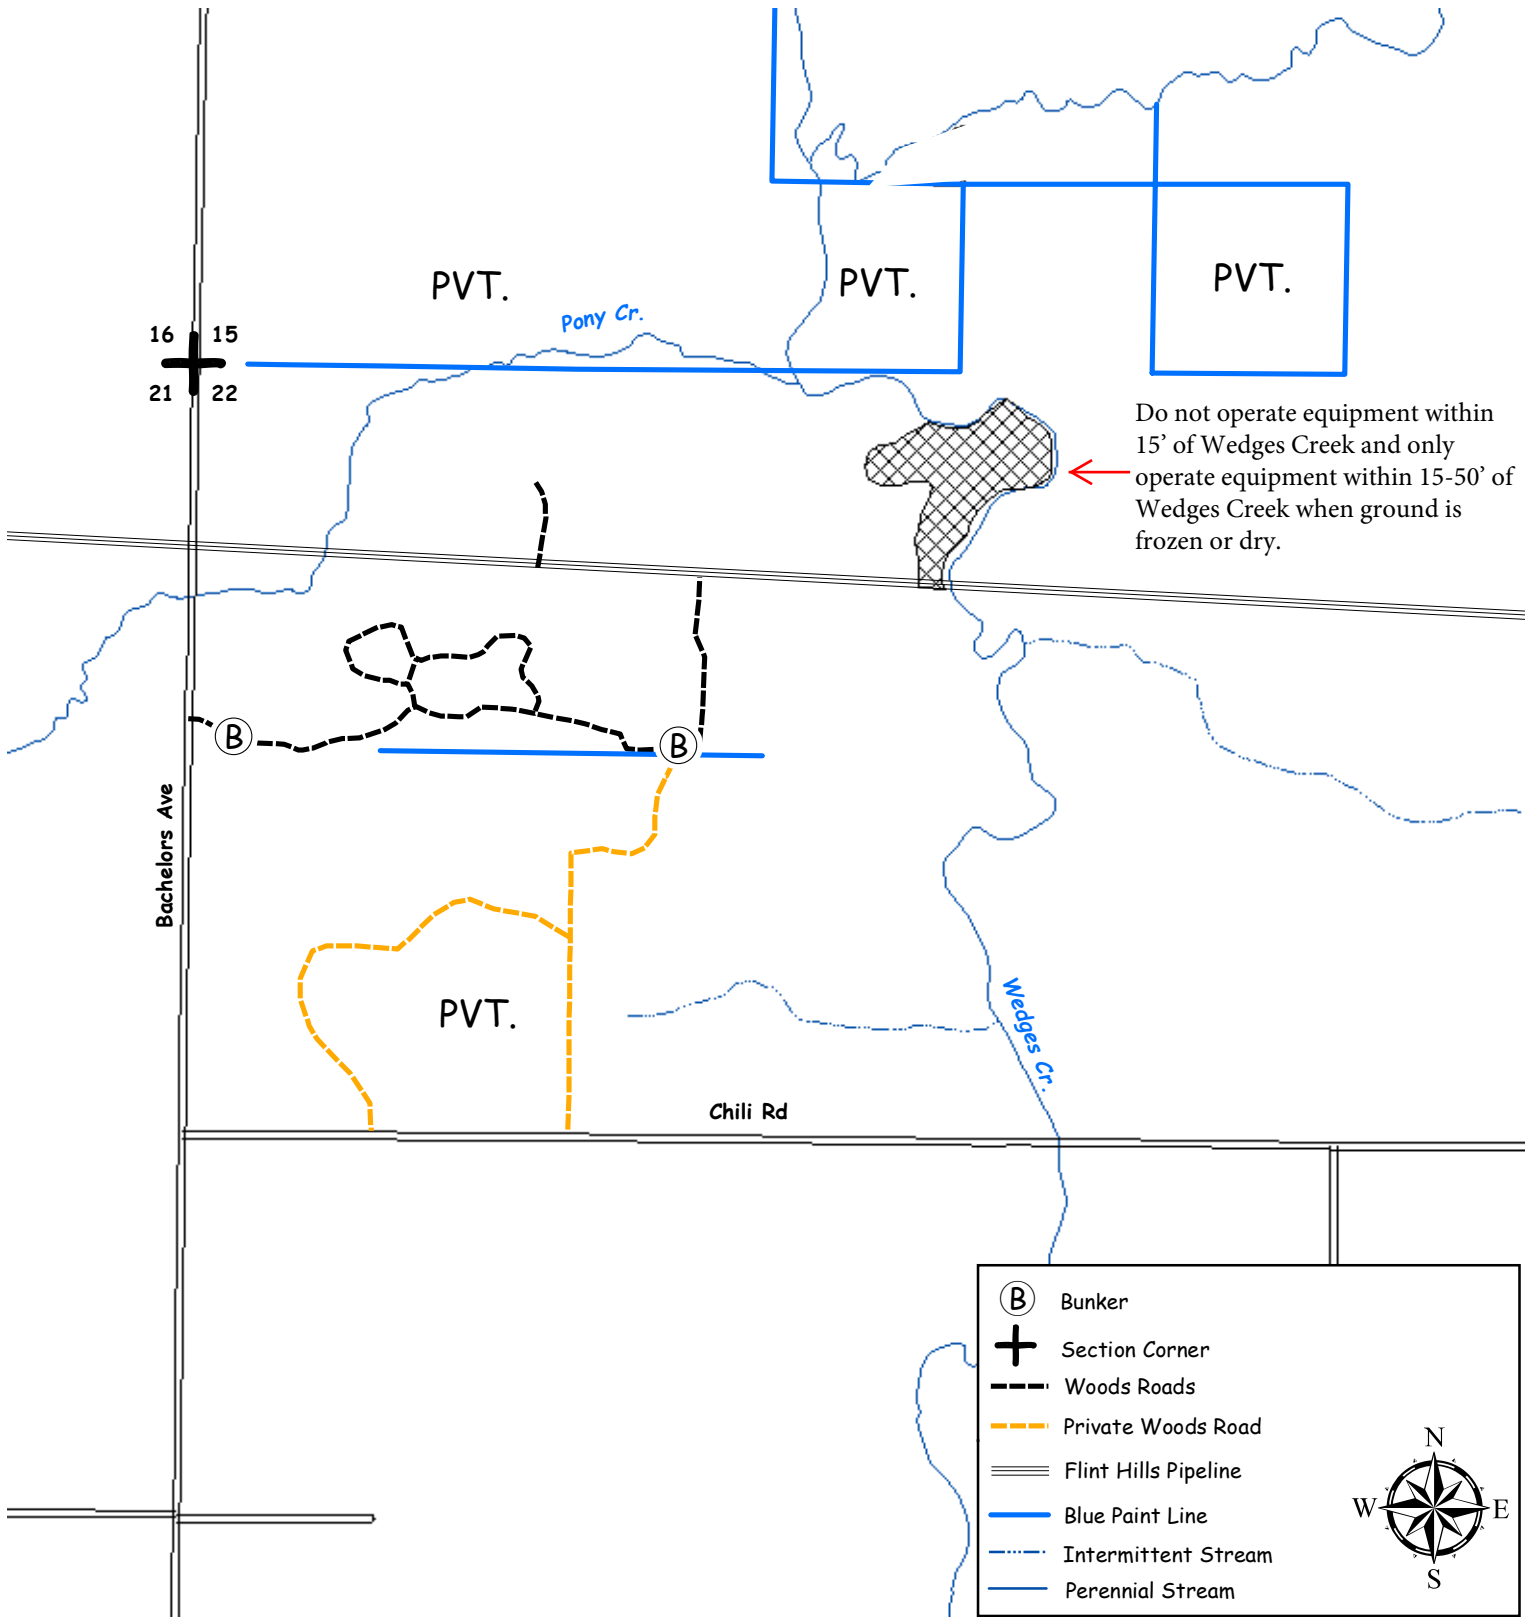 PVT.
PVT.
PVT.
Pony Cr.
16 15
21 22
Do not operate equipment within
15’ of Wedges Creek and only
operate equipment within 15-50’ of
Wedges Creek when ground is
frozen or dry.
B
B
Bachelors Ave
PVT.
Wedges Cr.
Chili Rd
B Bunker
Section Corner
Woods Roads
Private Woods Road
Flint Hills Pipeline
Blue Paint Line
Intermittent Stream
Perennial Stream
N
W E
S